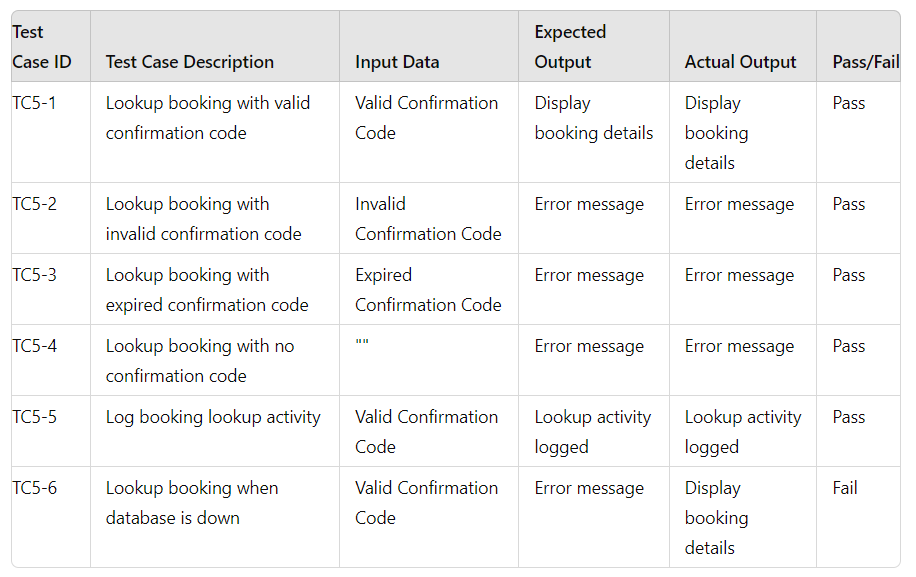 Test Case ID | Test Case Description | Input Data | Expected Output | Actual Output | Pass/Fail
TC5-1 | Lookup booking with valid confirmation code | Valid Confirmation Code | Display booking details | Display booking details | Pass
TC5-2 | Lookup booking with invalid confirmation code | Invalid Confirmation Code | Error message | Error message | Pass
TC5-3 | Lookup booking with expired confirmation code | Expired Confirmation Code | Error message | Error message | Pass
TC5-4 | Lookup booking with no confirmation code | "" | Error message | Error message | Pass
TC5-5 | Log booking lookup activity | Valid Confirmation Code | Lookup activity logged | Lookup activity logged | Pass
TC5-6 | Lookup booking when database is down | Valid Confirmation Code | Error message | Display booking details | Fail